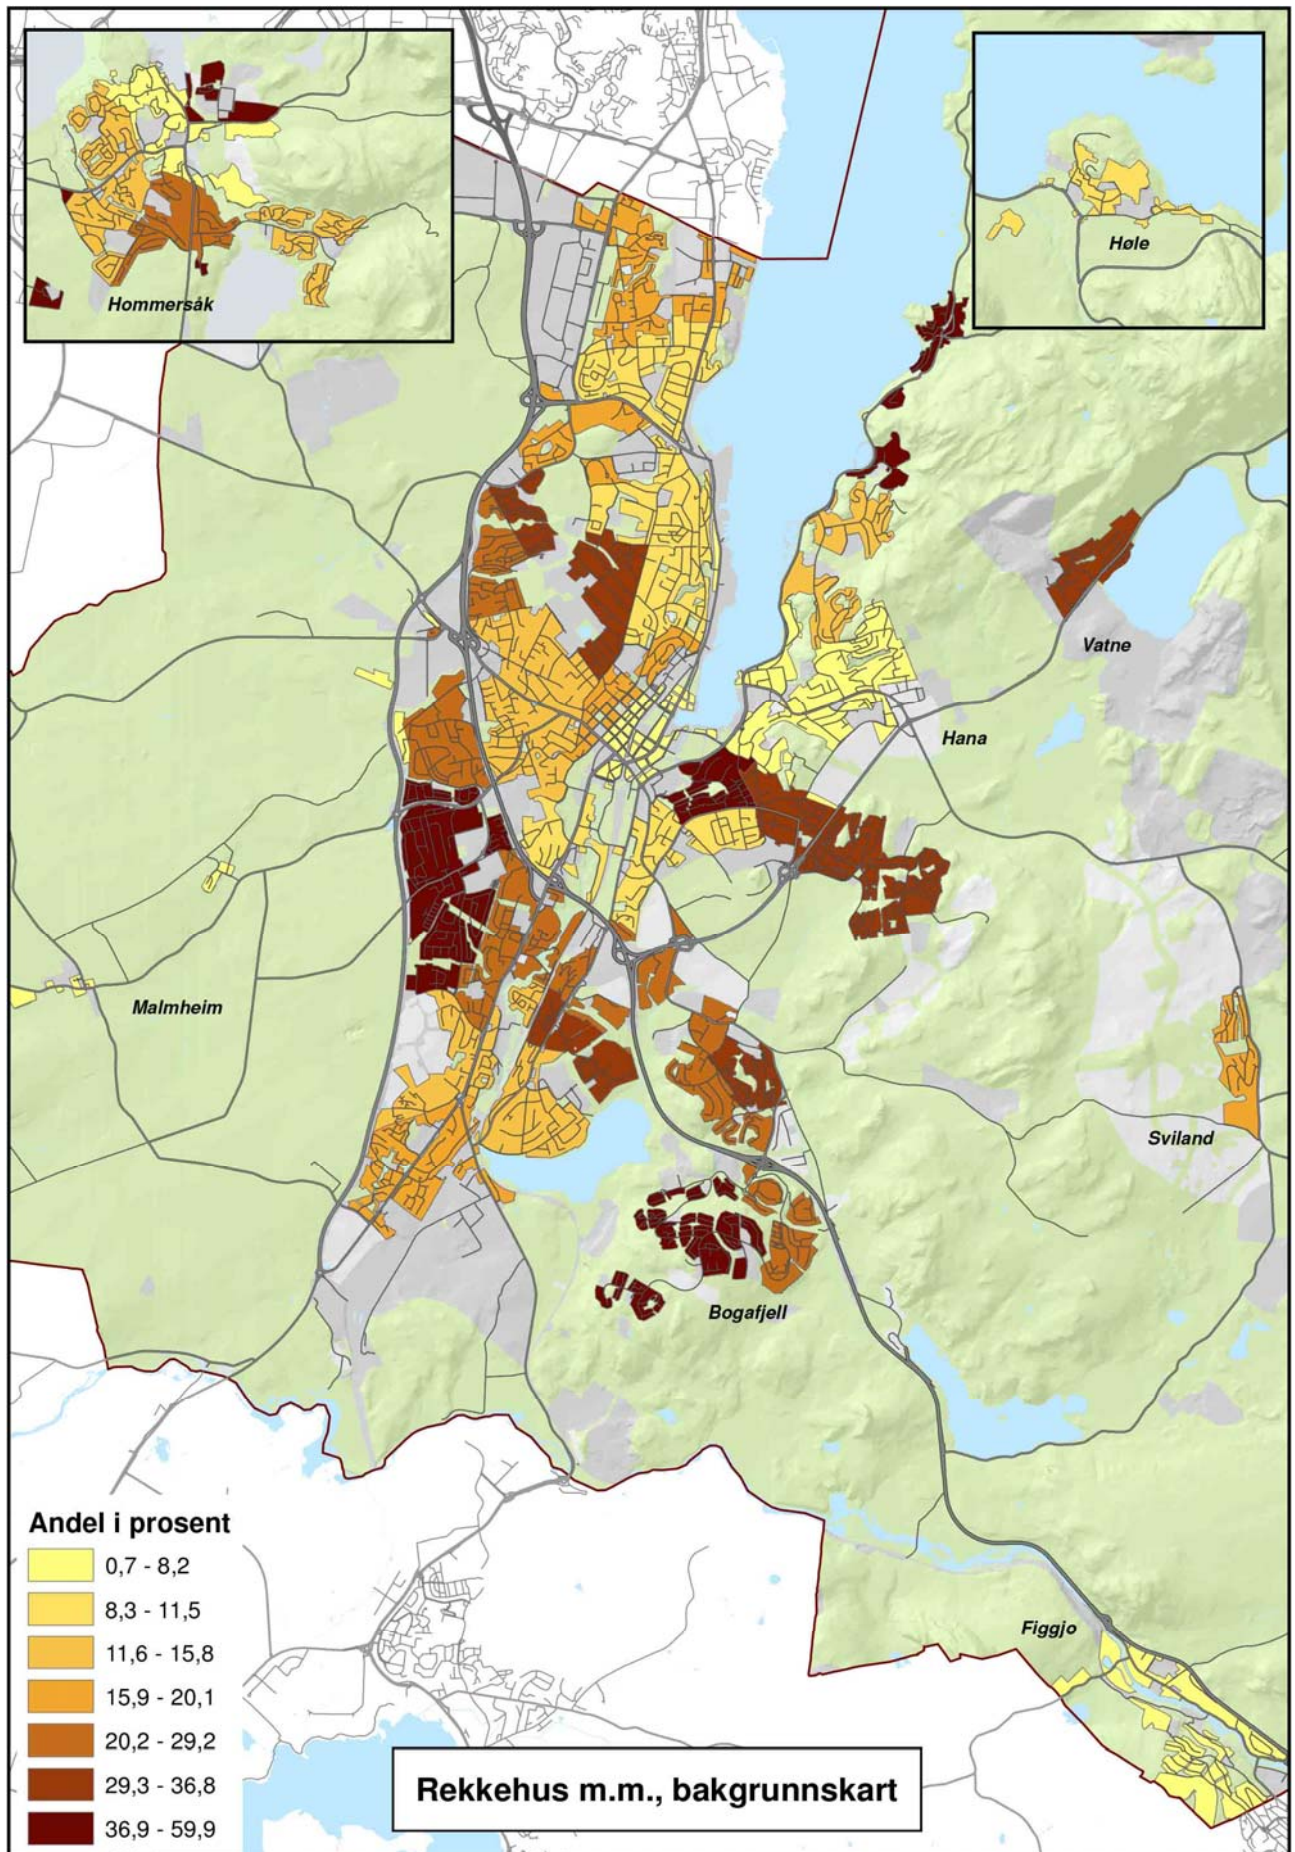 Hommersåk
Høle
Vatne
Hana
Malmheim
Sviland
Bogafjell
Figgjo
Andel i prosent
0,7 - 8,2
8,3 - 11,5
11,6 - 15,8
15,9 - 20,1
20,2 - 29,2
29,3 - 36,8
36,9 - 59,9
Rekkehus m.m., bakgrunnskart